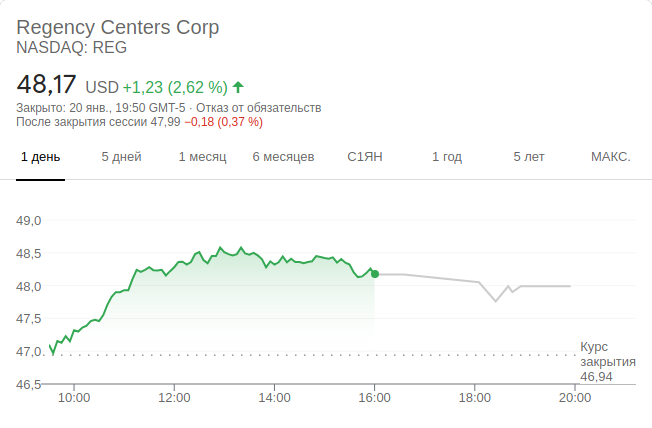 Regency Centers Corp
NASDAQ: REG
48,17 USD +1,23 (2,62 %)
Закрыто: 20 янв., 19:50 GMT-5 · Отказ от обязательств
После закрытия сессии 47,99 −0,18 (0,37 %)
1 день 5 дней 1 месяц 6 месяцев С1ЯН 1 год 5 лет МАКС.
49,0
48,5
48,0
47,5
47,0
46,5
Курс
закрытия
46,94
10:00 12:00 14:00 16:00 18:00 20:00